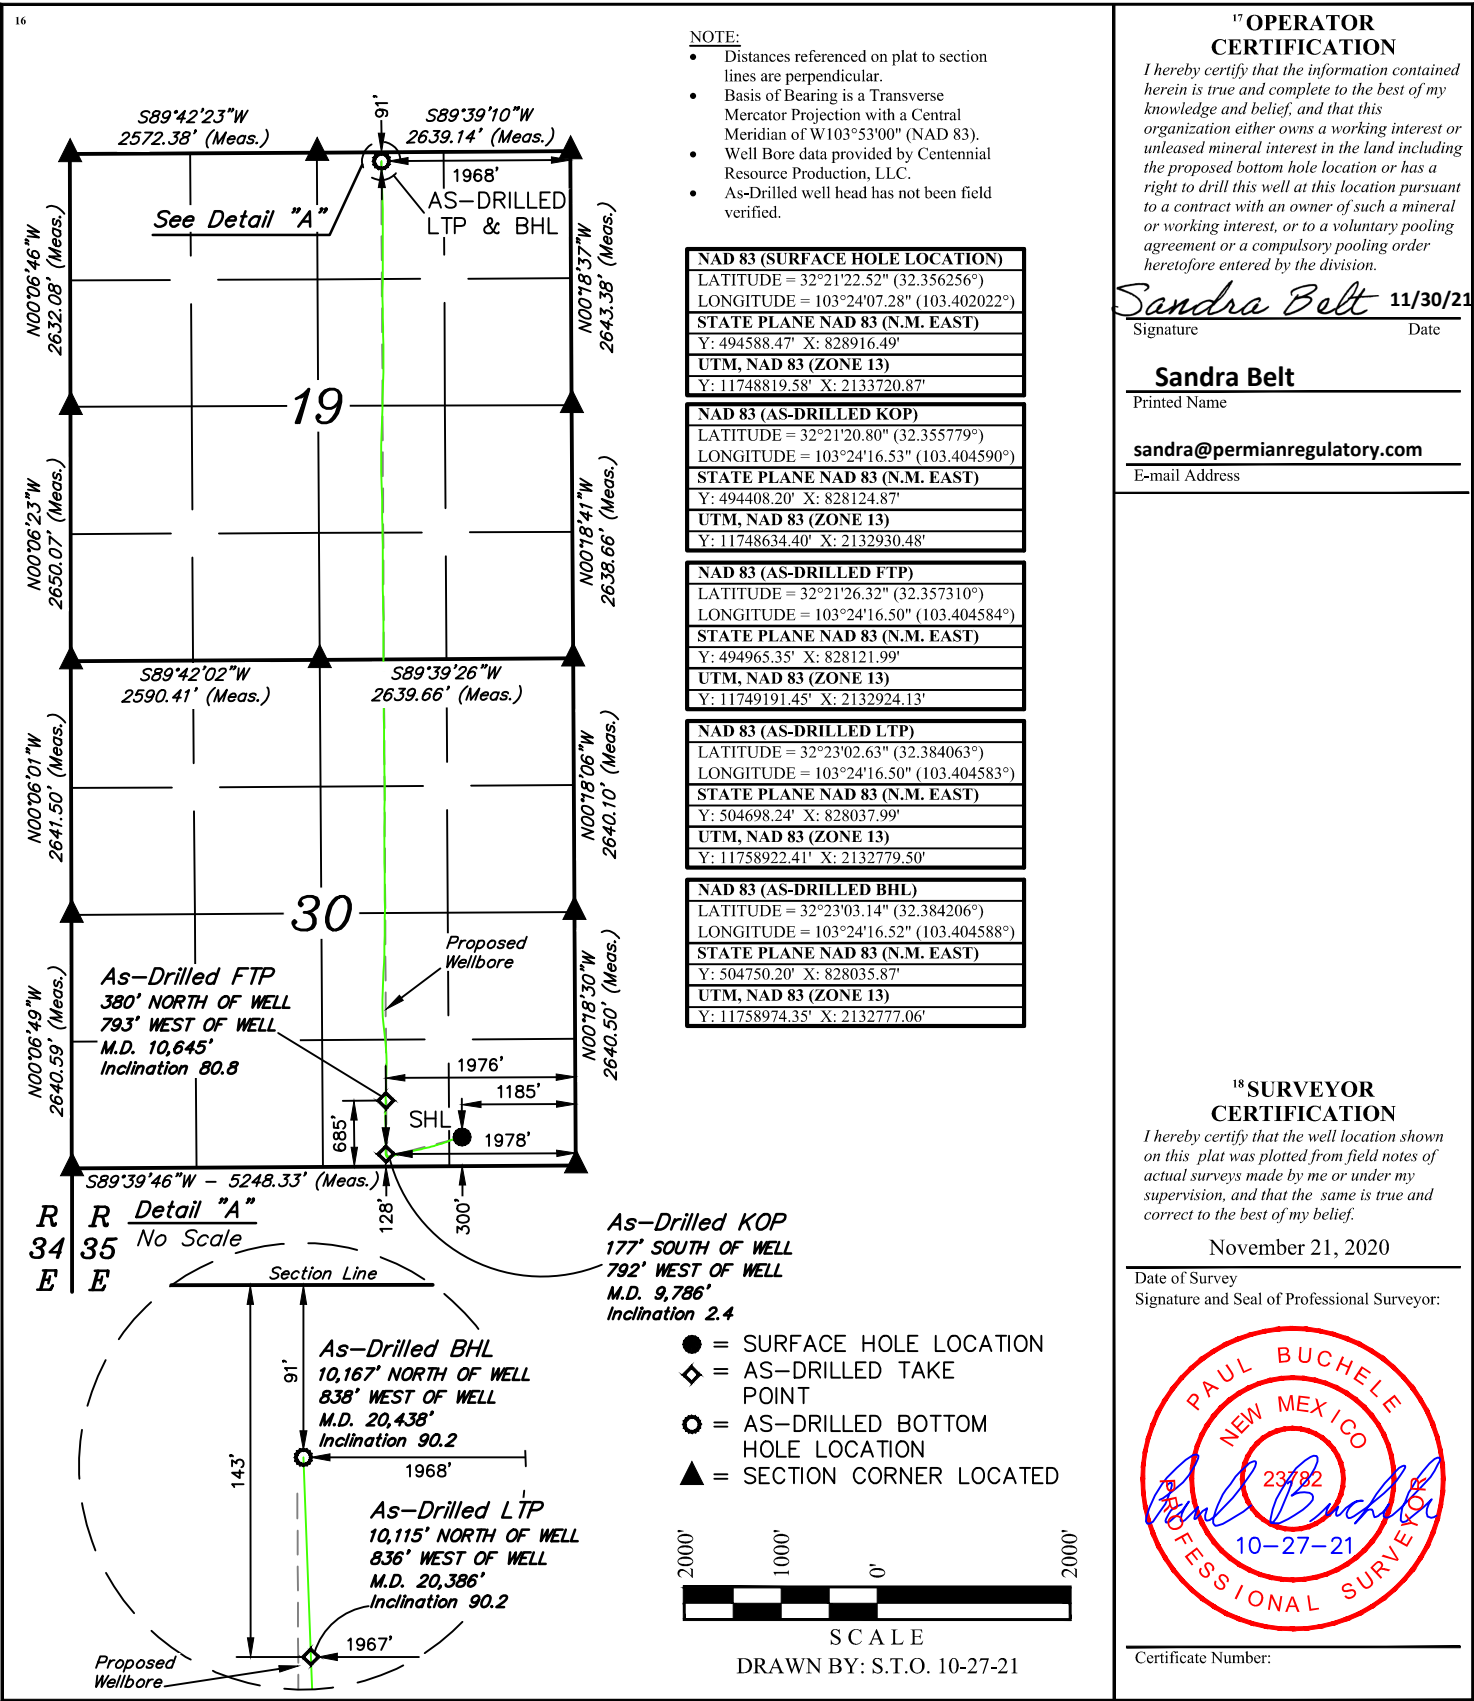 16
S89°42'23"W
2572.38' (Meas.)
91'
S89°39'10"W
2639.14' (Meas.)
1968'
AS-DRILLED
LTP & BHL
See Detail "A"
N00°06'46"W
2632.08' (Meas.)
N00°18'37"W
2643.38' (Meas.)
19
N00°06'23"W
2650.07' (Meas.)
N00°18'41"W
2638.66' (Meas.)
S89°42'02"W
2590.41' (Meas.)
S89°39'26"W
2639.66' (Meas.)
N00°06'01"W
2641.50' (Meas.)
N00°18'06"W
2640.10' (Meas.)
30
Proposed
Wellbore
As-Drilled FTP
380' NORTH OF WELL
793' WEST OF WELL
M.D. 10,645'
Inclination 80.8
N00°06'49"W
2640.59' (Meas.)
N00°18'30"W
2640.50' (Meas.)
1976'
1185'
SHL
685'
1978'
S89°39'46"W - 5248.33' (Meas.)
128'
300'
R R
34 35
E E
Detail "A"
No Scale
Section Line
As-Drilled KOP
177' SOUTH OF WELL
792' WEST OF WELL
M.D. 9,786'
Inclination 2.4
91'
143'
As-Drilled BHL
10,167' NORTH OF WELL
838' WEST OF WELL
M.D. 20,438'
Inclination 90.2
1968'
As-Drilled LTP
10,115' NORTH OF WELL
836' WEST OF WELL
M.D. 20,386'
Inclination 90.2
1967'
Proposed
Wellbore
= SURFACE HOLE LOCATION
= AS-DRILLED TAKE
POINT
= AS-DRILLED BOTTOM
HOLE LOCATION
= SECTION CORNER LOCATED
2000' 1000' 0' 2000'
SCALE
DRAWN BY: S.T.O. 10-27-21
NOTE:
• Distances referenced on plat to section
lines are perpendicular.
• Basis of Bearing is a Transverse
Mercator Projection with a Central
Meridian of W103°53'00" (NAD 83).
• Well Bore data provided by Centennial
Resource Production, LLC.
• As-Drilled well head has not been field
verified.
NAD 83 (SURFACE HOLE LOCATION)
LATITUDE = 32°21'22.52" (32.356256°)
LONGITUDE = 103°24'07.28" (103.402022°)
STATE PLANE NAD 83 (N.M. EAST)
Y: 494588.47' X: 828916.49'
UTM, NAD 83 (ZONE 13)
Y: 11748819.58' X: 2133720.87'
NAD 83 (AS-DRILLED KOP)
LATITUDE = 32°21'20.80" (32.355779°)
LONGITUDE = 103°24'16.53" (103.404590°)
STATE PLANE NAD 83 (N.M. EAST)
Y: 494408.20' X: 828124.87'
UTM, NAD 83 (ZONE 13)
Y: 11748634.40' X: 2132930.48'
NAD 83 (AS-DRILLED FTP)
LATITUDE = 32°21'26.32" (32.357310°)
LONGITUDE = 103°24'16.50" (103.404584°)
STATE PLANE NAD 83 (N.M. EAST)
Y: 494965.35' X: 828121.99'
UTM, NAD 83 (ZONE 13)
Y: 11749191.45' X: 2132924.13'
NAD 83 (AS-DRILLED LTP)
LATITUDE = 32°23'02.63" (32.384063°)
LONGITUDE = 103°24'16.50" (103.404583°)
STATE PLANE NAD 83 (N.M. EAST)
Y: 504698.24' X: 828037.99'
UTM, NAD 83 (ZONE 13)
Y: 11758922.41' X: 2132779.50'
NAD 83 (AS-DRILLED BHL)
LATITUDE = 32°23'03.14" (32.384206°)
LONGITUDE = 103°24'16.52" (103.404588°)
STATE PLANE NAD 83 (N.M. EAST)
Y: 504750.20' X: 828035.87'
UTM, NAD 83 (ZONE 13)
Y: 11758974.35' X: 2132777.06'
17 OPERATOR
CERTIFICATION
I hereby certify that the information contained
herein is true and complete to the best of my
knowledge and belief, and that this
organization either owns a working interest or
unleased mineral interest in the land including
the proposed bottom hole location or has a
right to drill this well at this location pursuant
to a contract with an owner of such a mineral
or working interest, or to a voluntary pooling
agreement or a compulsory pooling order
heretofore entered by the division.
Sandra Belt 11/30/21
Signature Date
Sandra Belt
Printed Name
sandra@permianregulatory.com
E-mail Address
18 SURVEYOR
CERTIFICATION
I hereby certify that the well location shown
on this plat was plotted from field notes of
actual surveys made by me or under my
supervision, and that the same is true and
correct to the best of my belief.
November 21, 2020
Date of Survey
Signature and Seal of Professional Surveyor:
PAUL BUCHELE
NEW MEXICO
23782
Paul Buchele
10-27-21
PROFESSIONAL SURVEYOR
Certificate Number: